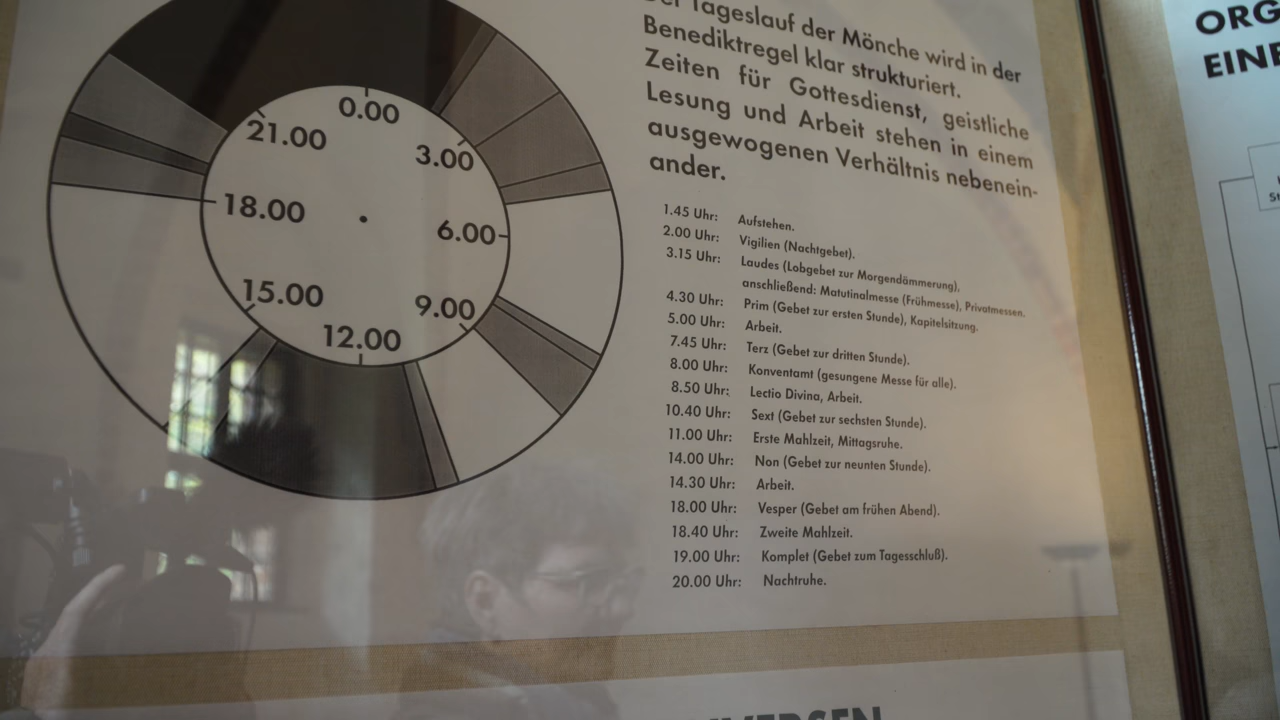 Tageslauf der Mönche wird in der
Benediktregel klar strukturiert.
Zeiten für Gottesdienst, geistliche
Lesung und Arbeit stehen in einem
ausgewogenen Verhältnis nebenein-
ander.
0.00
3.00
6.00
9.00
12.00
15.00
18.00
21.00
1.45 Uhr: Aufstehen.
2.00 Uhr: Vigilien (Nachtgebet).
3.15 Uhr: Laudes (Lobgebet zur Morgendämmerung),
anschließend: Matutinalmesse (Frühmesse), Privatmessen.
4.30 Uhr: Prim (Gebet zur ersten Stunde), Kapitelsitzung.
5.00 Uhr: Arbeit.
7.45 Uhr: Terz (Gebet zur dritten Stunde).
8.00 Uhr: Konventamt (gesungene Messe für alle).
8.50 Uhr: Lectio Divina, Arbeit.
10.40 Uhr: Sext (Gebet zur sechsten Stunde).
11.00 Uhr: Erste Mahlzeit, Mittagsruhe.
14.00 Uhr: Non (Gebet zur neunten Stunde).
14.30 Uhr: Arbeit.
18.00 Uhr: Vesper (Gebet am frühen Abend).
18.40 Uhr: Zweite Mahlzeit.
19.00 Uhr: Komplet (Gebet zum Tagesschluß).
20.00 Uhr: Nachtruhe.
ORG
EINE